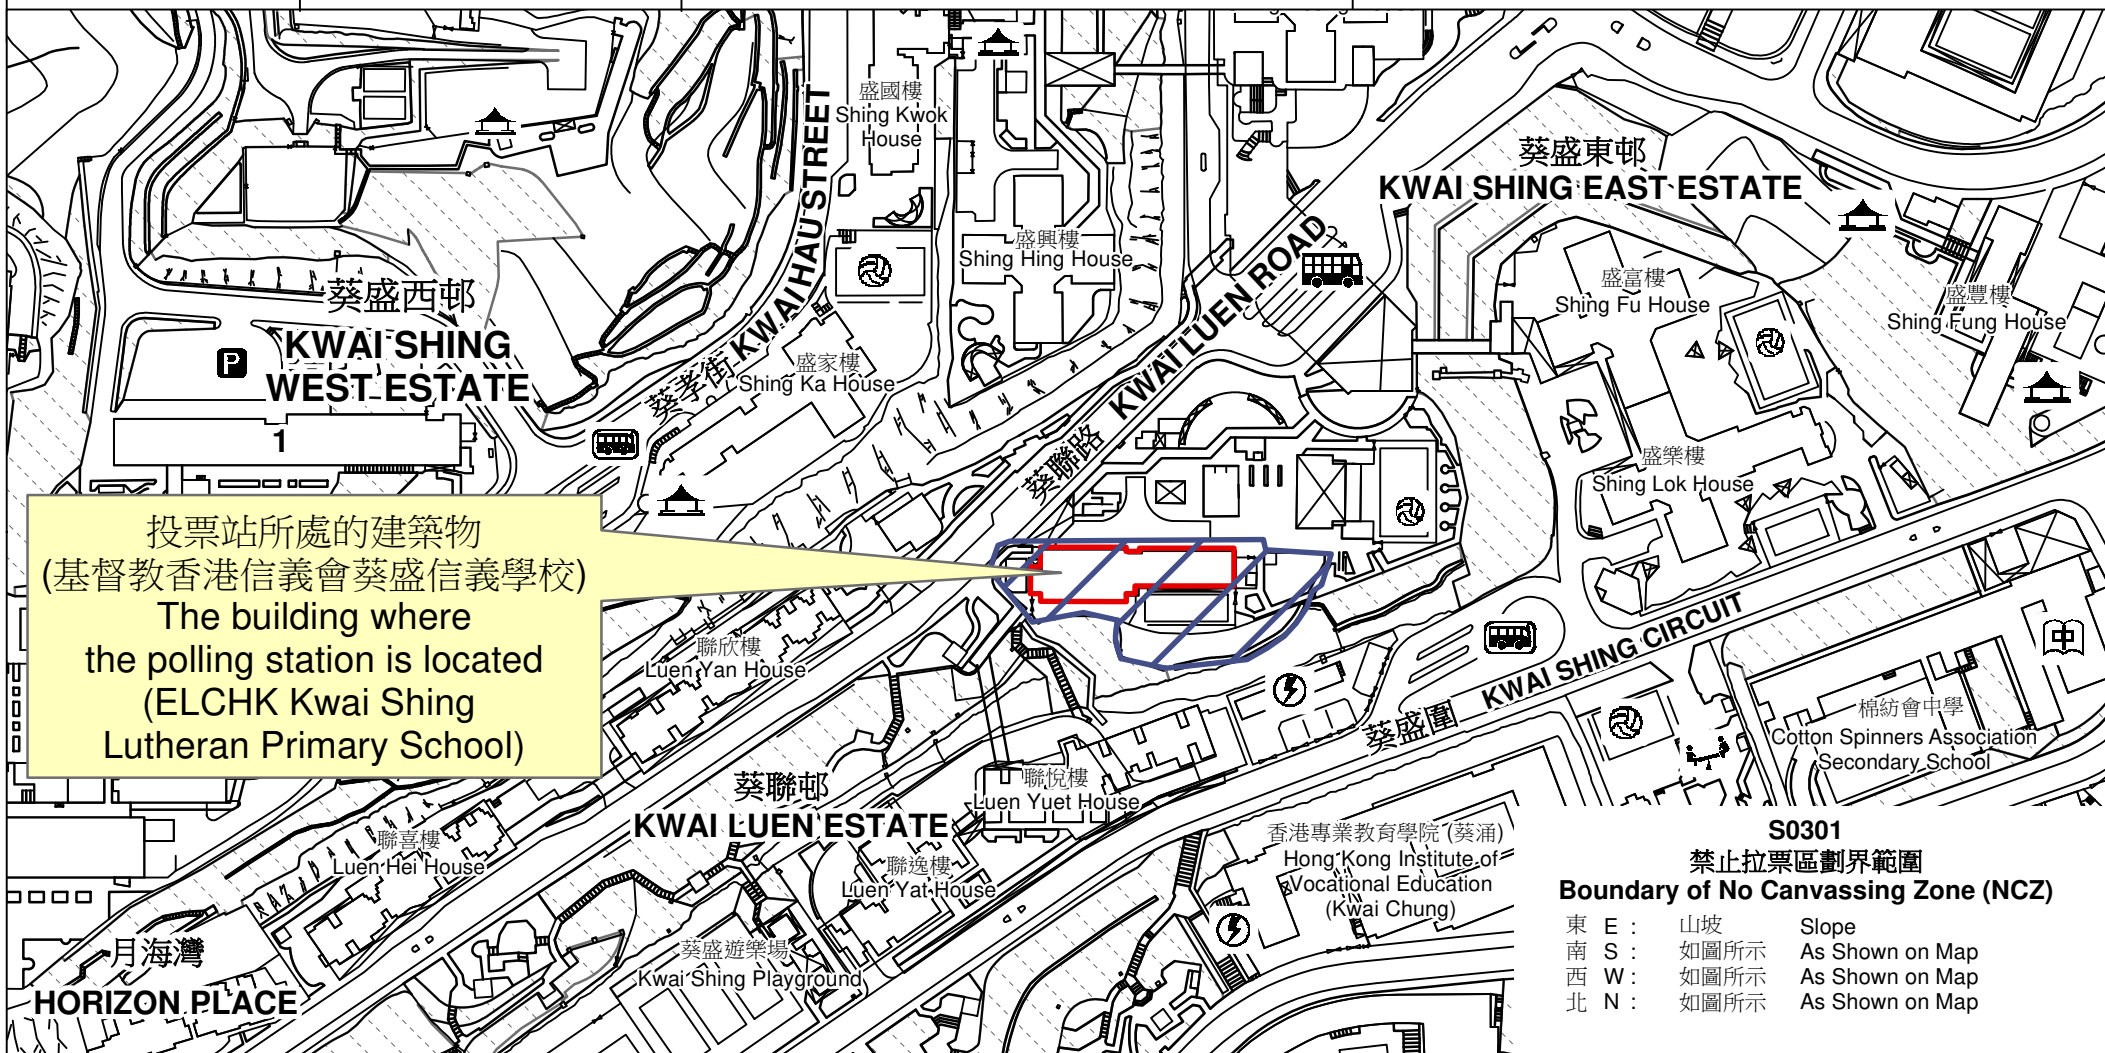 盛國樓
Shing Kwok
House
葵盛東邨
KWAI SHING EAST ESTATE
盛興樓
Shing Hing House
盛富樓
Shing Fu House
盛豐樓
Shing Fung House
葵盛西邨
KWAI SHING
WEST ESTATE
P
1
葵孝街 KWAI HAU STREET
盛家樓
Shing Ka House
葵聯路 KWAI LUEN ROAD
盛樂樓
Shing Lok House
投票站所處的建築物
(基督教香港信義會葵盛信義學校)
The building where
the polling station is located
(ELCHK Kwai Shing
Lutheran Primary School)
聯欣樓
Luen Yan House
葵盛圍 KWAI SHING CIRCUIT
中
棉紡會中學
Cotton Spinners Association
Secondary School
葵聯邨
KWAI LUEN ESTATE
聯悅樓
Luen Yuet House
聯喜樓
Luen Hei House
聯逸樓
Luen Yat House
香港專業教育學院 (葵涌)
Hong Kong Institute of
Vocational Education
(Kwai Chung)
月海灣
HORIZON PLACE
葵盛遊樂場
Kwai Shing Playground
S0301
禁止拉票區劃界範圍
Boundary of No Canvassing Zone (NCZ)
東 E : 山坡 Slope
南 S : 如圖所示 As Shown on Map
西 W : 如圖所示 As Shown on Map
北 N : 如圖所示 As Shown on Map